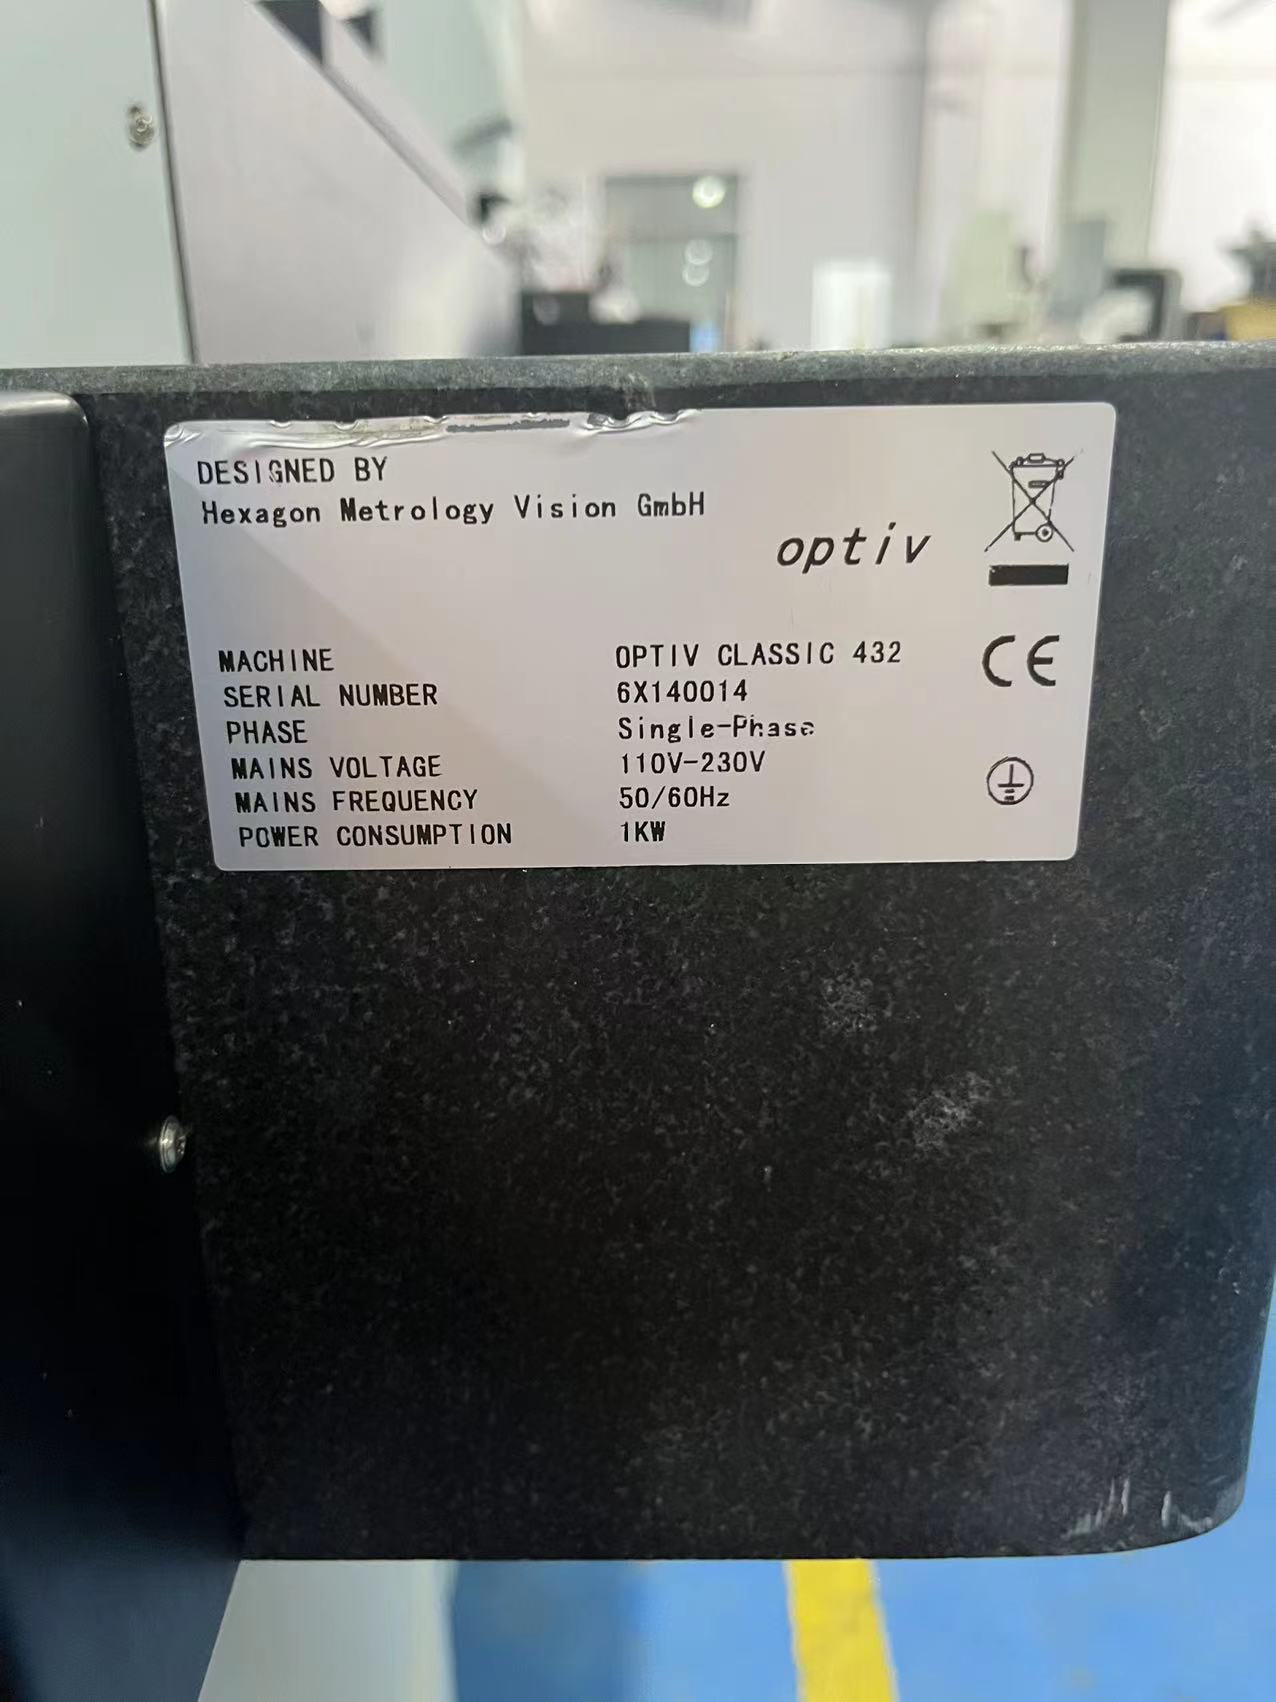 DESIGNED BY
Hexagon Metrology Vision GmbH
optiv
MACHINE OPTIV CLASSIC 432
SERIAL NUMBER 6X140014
PHASE Single-Phase
MAINS VOLTAGE 110V-230V
MAINS FREQUENCY 50/60Hz
POWER CONSUMPTION 1KW
CE